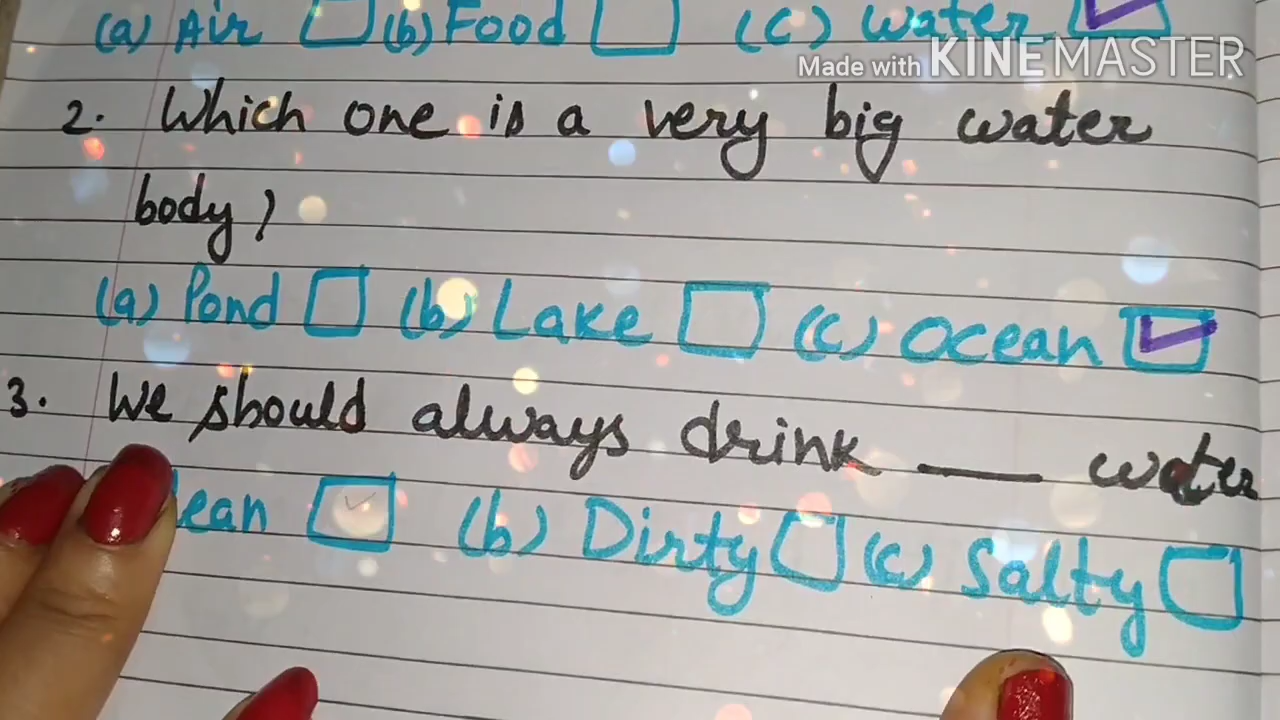 (a) Air (b) Food (c) Water
Made with KINEMASTER
2. Which one is a very big water
body?
(a) Pond (b) Lake (c) Ocean
3. We should always drink ___ water
lean (b) Dirty (c) Salty